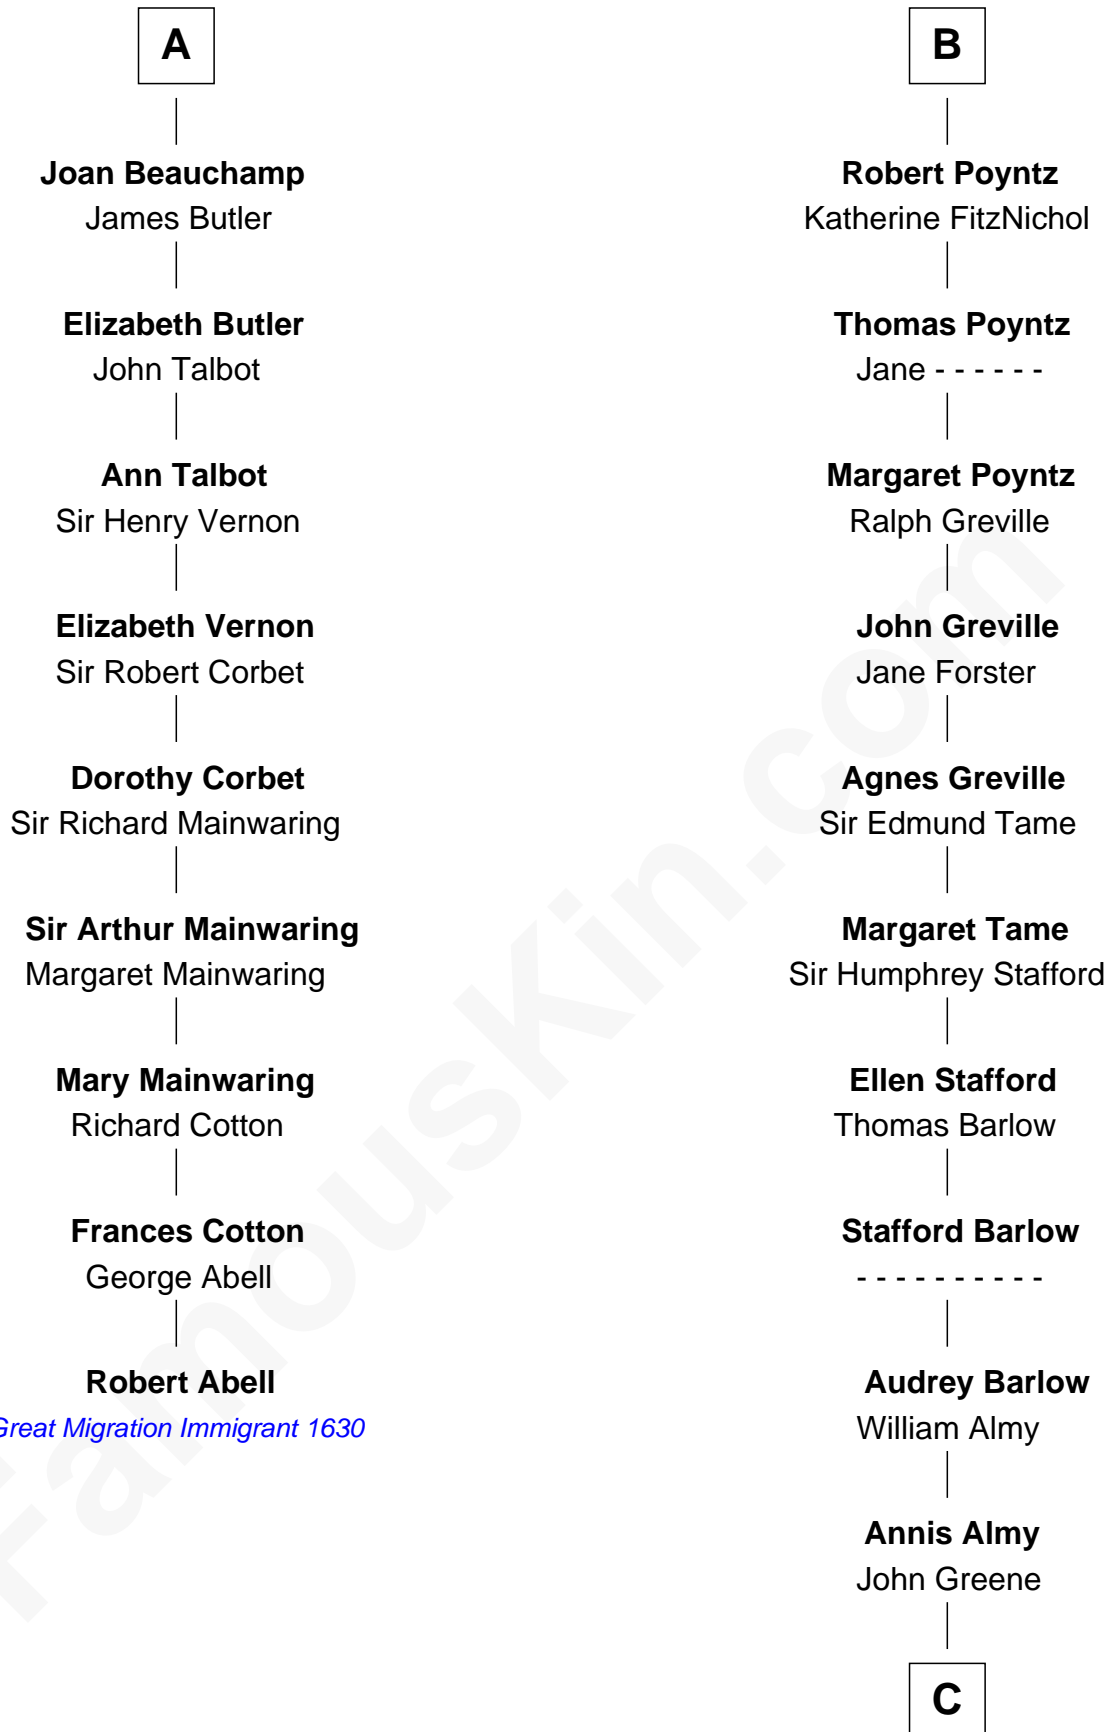 A
Joan Beauchamp
James Butler
Elizabeth Butler
John Talbot
Ann Talbot
Sir Henry Vernon
Elizabeth Vernon
Sir Robert Corbet
Dorothy Corbet
Sir Richard Mainwaring
Sir Arthur Mainwaring
Margaret Mainwaring
Mary Mainwaring
Richard Cotton
Frances Cotton
George Abell
Robert Abell
Great Migration Immigrant 1630
B
Robert Poyntz
Katherine FitzNichol
Thomas Poyntz
Jane - - - - - -
Margaret Poyntz
Ralph Greville
John Greville
Jane Forster
Agnes Greville
Sir Edmund Tame
Margaret Tame
Sir Humphrey Stafford
Ellen Stafford
Thomas Barlow
Stafford Barlow
- - - - - - - - - -
Audrey Barlow
William Almy
Annis Almy
John Greene
C
FamousKin.com